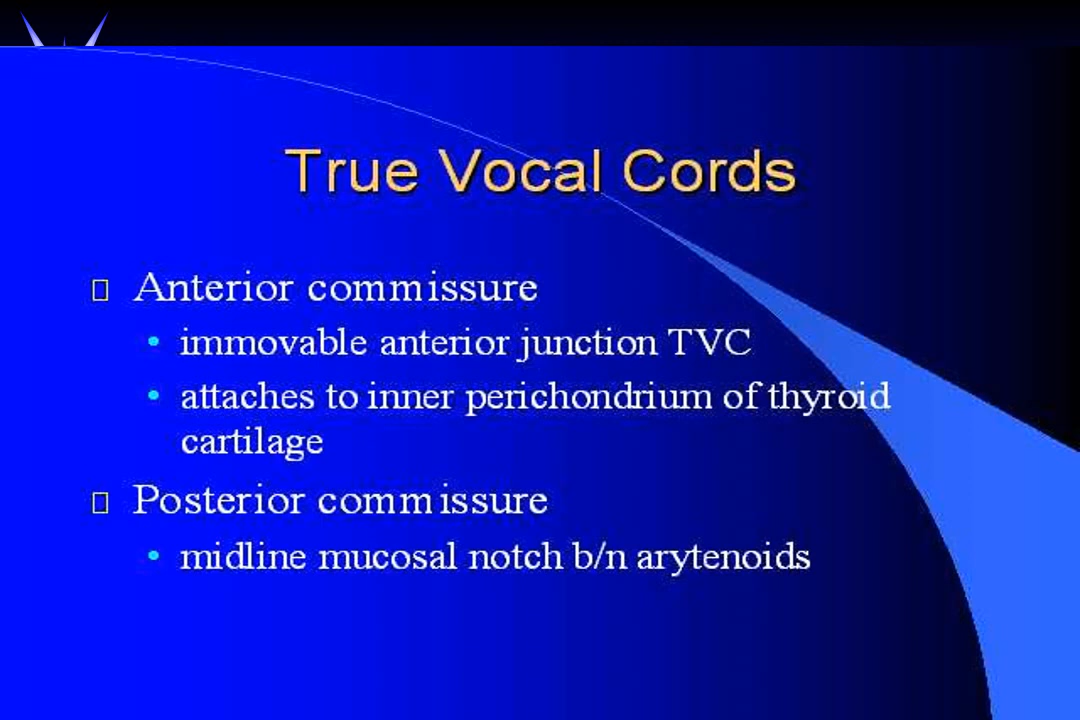 True Vocal Cords
Anterior commissure
• immovable anterior junction TVC
• attaches to inner perichondrium of thyroid
cartilage
Posterior commissure
• midline mucosal notch b/n arytenoids